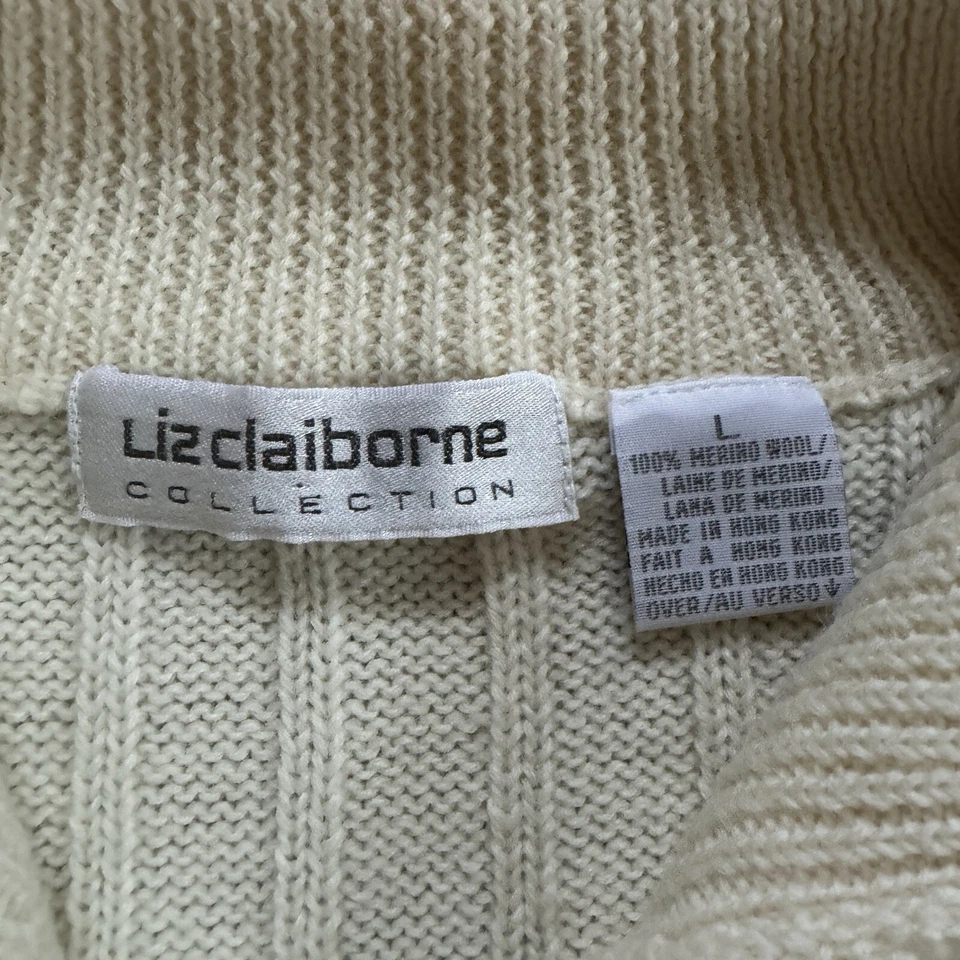 Lizclaiborne
COLLECTION
L
100% MERINO WOOL/
LAINE DE MERINO/
LANA DE MERINO
MADE IN HONG KONG
FAIT A HONG KONG
HECHO EN HONG KONG
OVER/AU VERSO↓